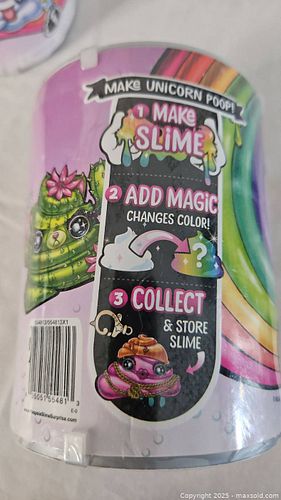 MAKE UNICORN POOP!
1 MAKE
SLIME
2 ADD MAGIC
CHANGES COLOR!
?
3 COLLECT
& STORE
SLIME
E-0
Copyright 2025 - maxsold.com